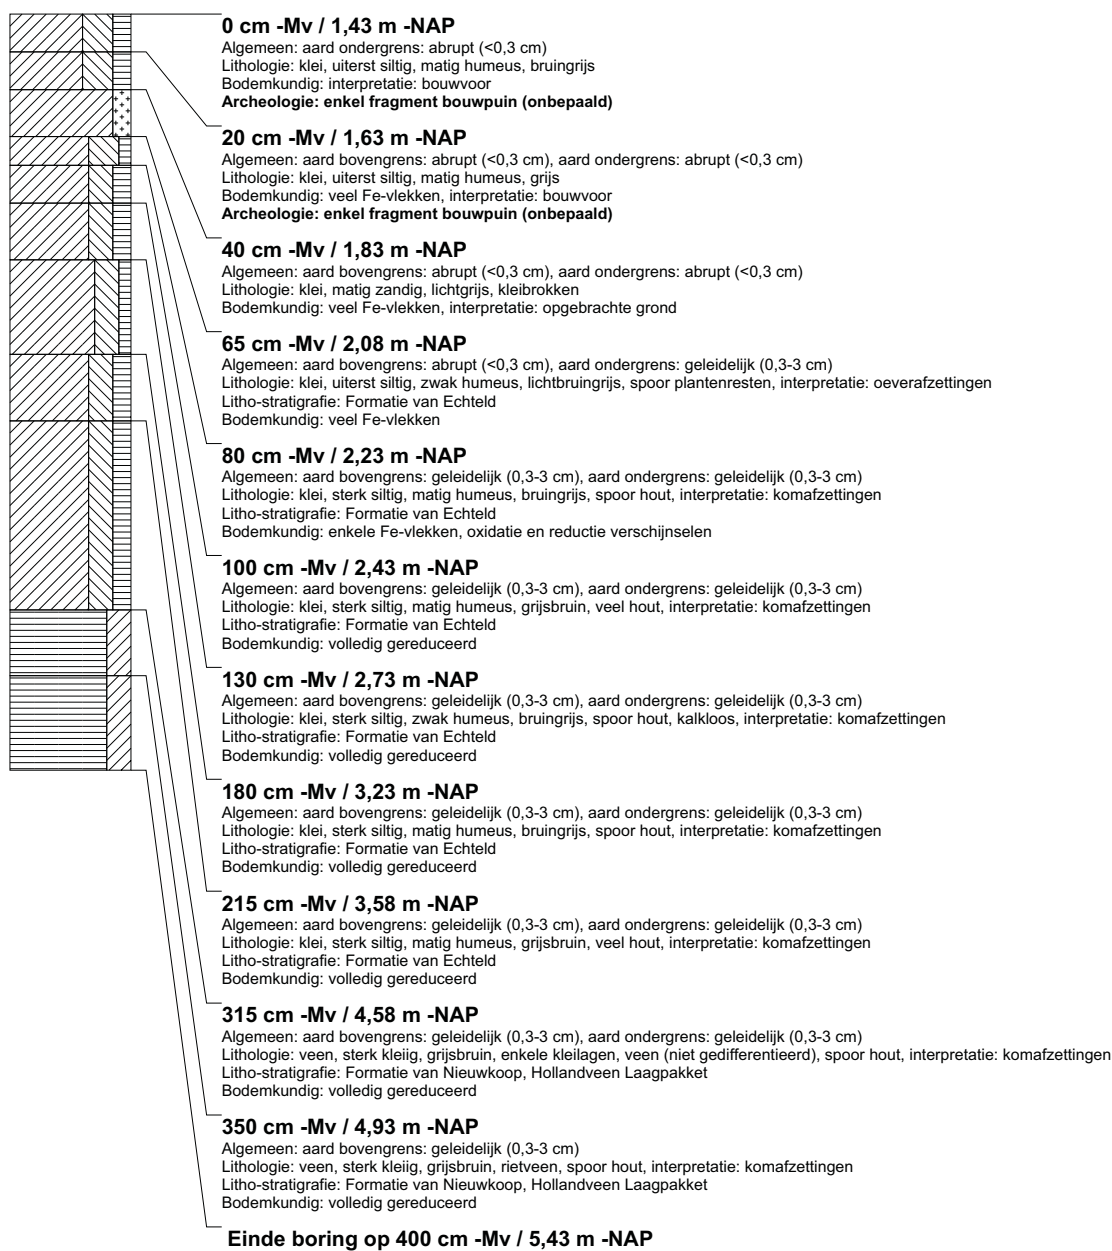 0 cm -Mv / 1,43 m -NAP
Algemeen: aard ondergrens: abrupt (<0,3 cm)
Lithologie: klei, uiterst siltig, matig humeus, bruingrijs
Bodemkundig: interpretatie: bouwvoor
Archeologie: enkel fragment bouwpuin (onbepaald)
20 cm -Mv / 1,63 m -NAP
Algemeen: aard bovengrens: abrupt (<0,3 cm), aard ondergrens: abrupt (<0,3 cm)
Lithologie: klei, uiterst siltig, matig humeus, grijs
Bodemkundig: veel Fe-vlekken, interpretatie: bouwvoor
Archeologie: enkel fragment bouwpuin (onbepaald)
40 cm -Mv / 1,83 m -NAP
Algemeen: aard bovengrens: abrupt (<0,3 cm), aard ondergrens: abrupt (<0,3 cm)
Lithologie: klei, matig zandig, lichtgrijs, kleibrokken
Bodemkundig: veel Fe-vlekken, interpretatie: opgebrachte grond
65 cm -Mv / 2,08 m -NAP
Algemeen: aard bovengrens: abrupt (<0,3 cm), aard ondergrens: geleidelijk (0,3-3 cm)
Lithologie: klei, uiterst siltig, zwak humeus, lichtbruingrijs, spoor plantenresten, interpretatie: oeverafzettingen
Litho-stratigrafie: Formatie van Echteld
Bodemkundig: veel Fe-vlekken
80 cm -Mv / 2,23 m -NAP
Algemeen: aard bovengrens: geleidelijk (0,3-3 cm), aard ondergrens: geleidelijk (0,3-3 cm)
Lithologie: klei, sterk siltig, matig humeus, bruingrijs, spoor hout, interpretatie: komafzettingen
Litho-stratigrafie: Formatie van Echteld
Bodemkundig: enkele Fe-vlekken, oxidatie en reductie verschijnselen
100 cm -Mv / 2,43 m -NAP
Algemeen: aard bovengrens: geleidelijk (0,3-3 cm), aard ondergrens: geleidelijk (0,3-3 cm)
Lithologie: klei, sterk siltig, matig humeus, grijsbruin, veel hout, interpretatie: komafzettingen
Litho-stratigrafie: Formatie van Echteld
Bodemkundig: volledig gereduceerd
130 cm -Mv / 2,73 m -NAP
Algemeen: aard bovengrens: geleidelijk (0,3-3 cm), aard ondergrens: geleidelijk (0,3-3 cm)
Lithologie: klei, sterk siltig, zwak humeus, bruingrijs, spoor hout, kalkloos, interpretatie: komafzettingen
Litho-stratigrafie: Formatie van Echteld
Bodemkundig: volledig gereduceerd
180 cm -Mv / 3,23 m -NAP
Algemeen: aard bovengrens: geleidelijk (0,3-3 cm), aard ondergrens: geleidelijk (0,3-3 cm)
Lithologie: klei, sterk siltig, matig humeus, bruingrijs, spoor hout, interpretatie: komafzettingen
Litho-stratigrafie: Formatie van Echteld
Bodemkundig: volledig gereduceerd
215 cm -Mv / 3,58 m -NAP
Algemeen: aard bovengrens: geleidelijk (0,3-3 cm), aard ondergrens: geleidelijk (0,3-3 cm)
Lithologie: klei, sterk siltig, matig humeus, grijsbruin, veel hout, interpretatie: komafzettingen
Litho-stratigrafie: Formatie van Echteld
Bodemkundig: volledig gereduceerd
315 cm -Mv / 4,58 m -NAP
Algemeen: aard bovengrens: geleidelijk (0,3-3 cm), aard ondergrens: geleidelijk (0,3-3 cm)
Lithologie: veen, sterk kleiig, grijsbruin, enkele kleilagen, veen (niet gedifferentieerd), spoor hout, interpretatie: komafzettingen
Litho-stratigrafie: Formatie van Nieuwkoop, Hollandveen Laagpakket
Bodemkundig: volledig gereduceerd
350 cm -Mv / 4,93 m -NAP
Algemeen: aard bovengrens: geleidelijk (0,3-3 cm)
Lithologie: veen, sterk kleiig, grijsbruin, rietveen, spoor hout, interpretatie: komafzettingen
Litho-stratigrafie: Formatie van Nieuwkoop, Hollandveen Laagpakket
Bodemkundig: volledig gereduceerd
Einde boring op 400 cm -Mv / 5,43 m -NAP